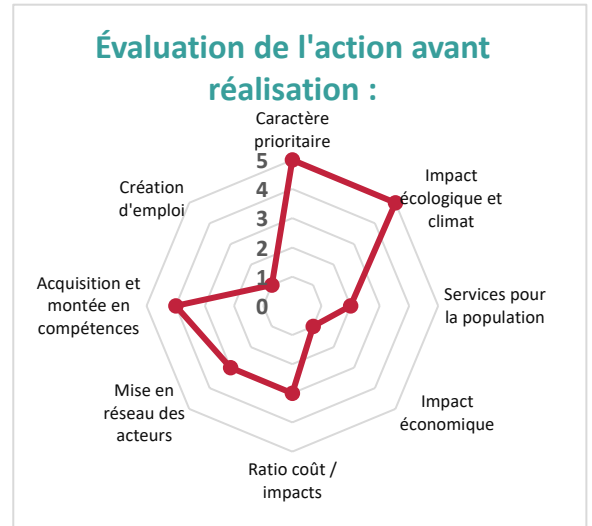 Évaluation de l'action avant
réalisation :
Caractère
prioritaire
Impact
écologique et
climat
Services pour
la population
Impact
économique
Ratio coût /
impacts
Mise en
réseau des
acteurs
Acquisition et
montée en
compétences
Création
d'emploi
5
4
3
2
1
0